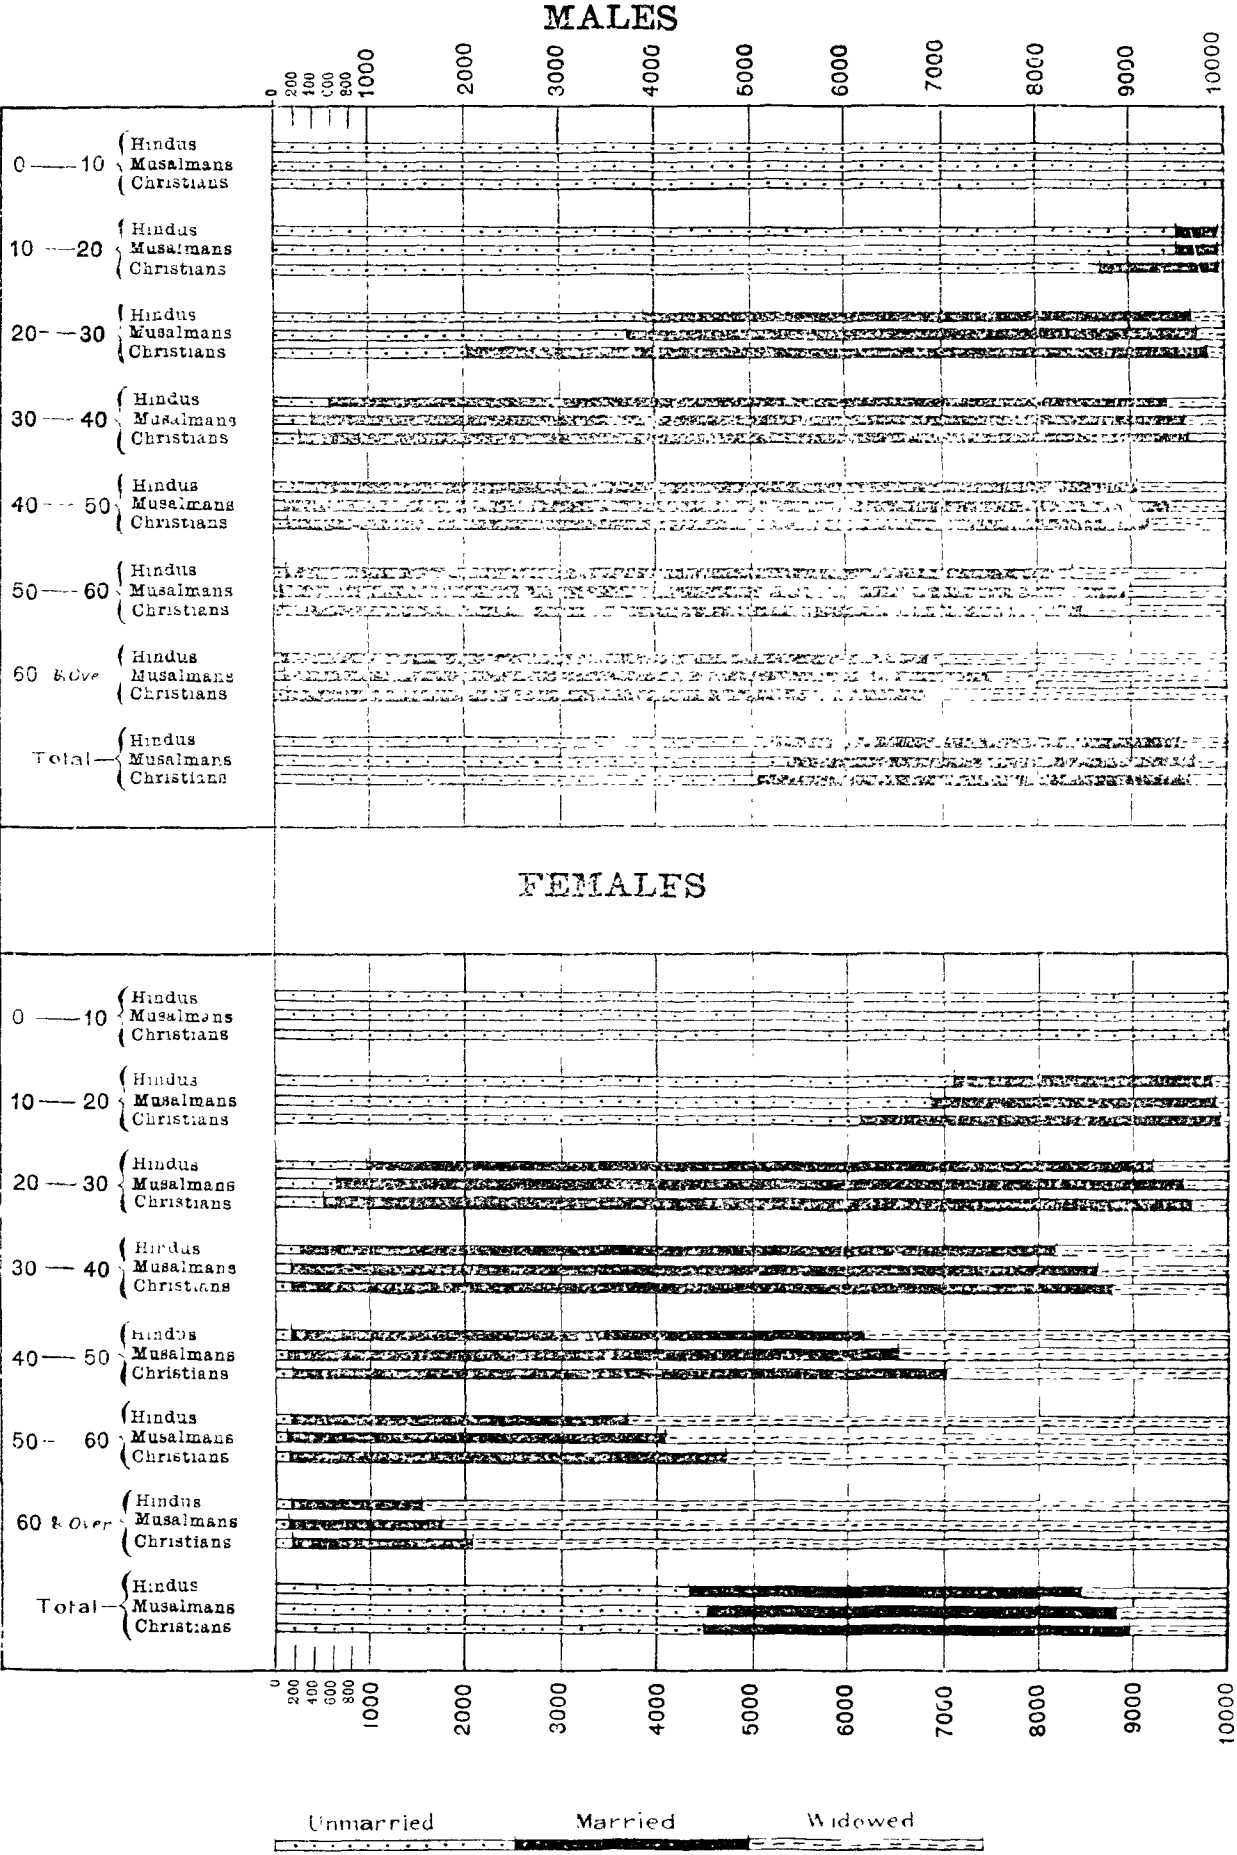 MALES
0 200 400 600 800 1000 2000 3000 4000 5000 6000 7000 8000 9000 10000
Hindus
0——10 Musalmans
Christians
Hindus
10——20 Musalmans
Christians
Hindus
20——30 Musalmans
Christians
Hindus
30——40 Musalmans
Christians
Hindus
40——50 Musalmans
Christians
Hindus
50——60 Musalmans
Christians
Hindus
60 & Ove Musalmans
Christians
Hindus
Total— Musalmans
Christians
FEMALES
Hindus
0——10 Musalmans
Christians
Hindus
10——20 Musalmans
Christians
Hindus
20——30 Musalmans
Christians
Hindus
30——40 Musalmans
Christians
Hindus
40——50 Musalmans
Christians
Hindus
50-- 60 Musalmans
Christians
Hindus
60 & Over Musalmans
Christians
Hindus
Total— Musalmans
Christians
0 200 400 600 800 1000 2000 3000 4000 5000 6000 7000 8000 9000 10000
Unmarried Married Widowed